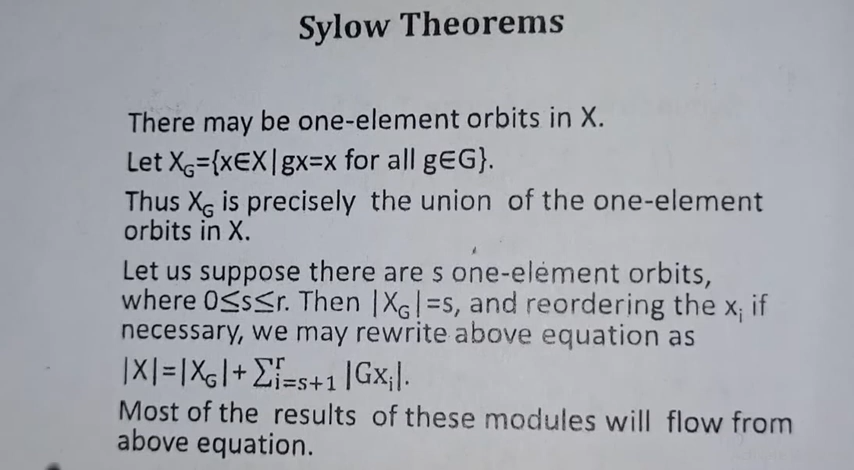 Sylow Theorems
There may be one-element orbits in X.
Let X_G={x∈X|gx=x for all g∈G}.
Thus X_G is precisely the union of the one-element
orbits in X.
Let us suppose there are s one-element orbits,
where 0≤s≤r. Then |X_G|=s, and reordering the x_i if
necessary, we may rewrite above equation as
|X|=|X_G|+∑^r_{i=s+1} |Gx_i|.
Most of the results of these modules will flow from
above equation.